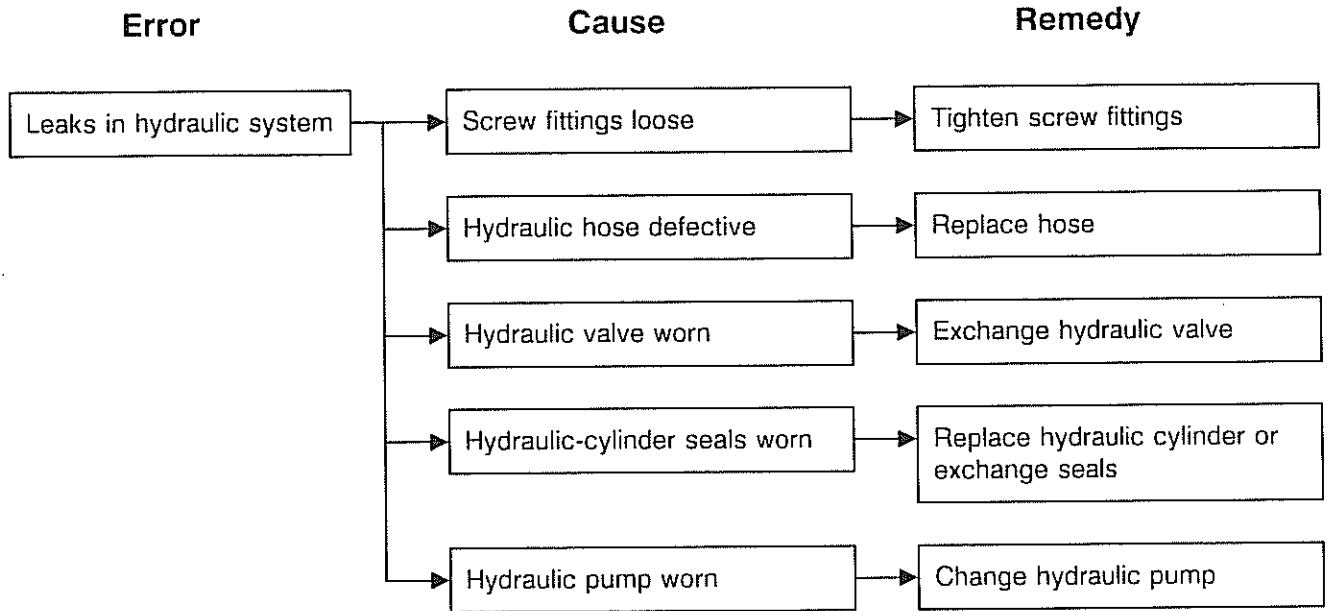 Error Cause Remedy
Leaks in hydraulic system Screw fittings loose Tighten screw fittings
Hydraulic hose defective Replace hose
Hydraulic valve worn Exchange hydraulic valve
Hydraulic-cylinder seals worn Replace hydraulic cylinder or
exchange seals
Hydraulic pump worn Change hydraulic pump